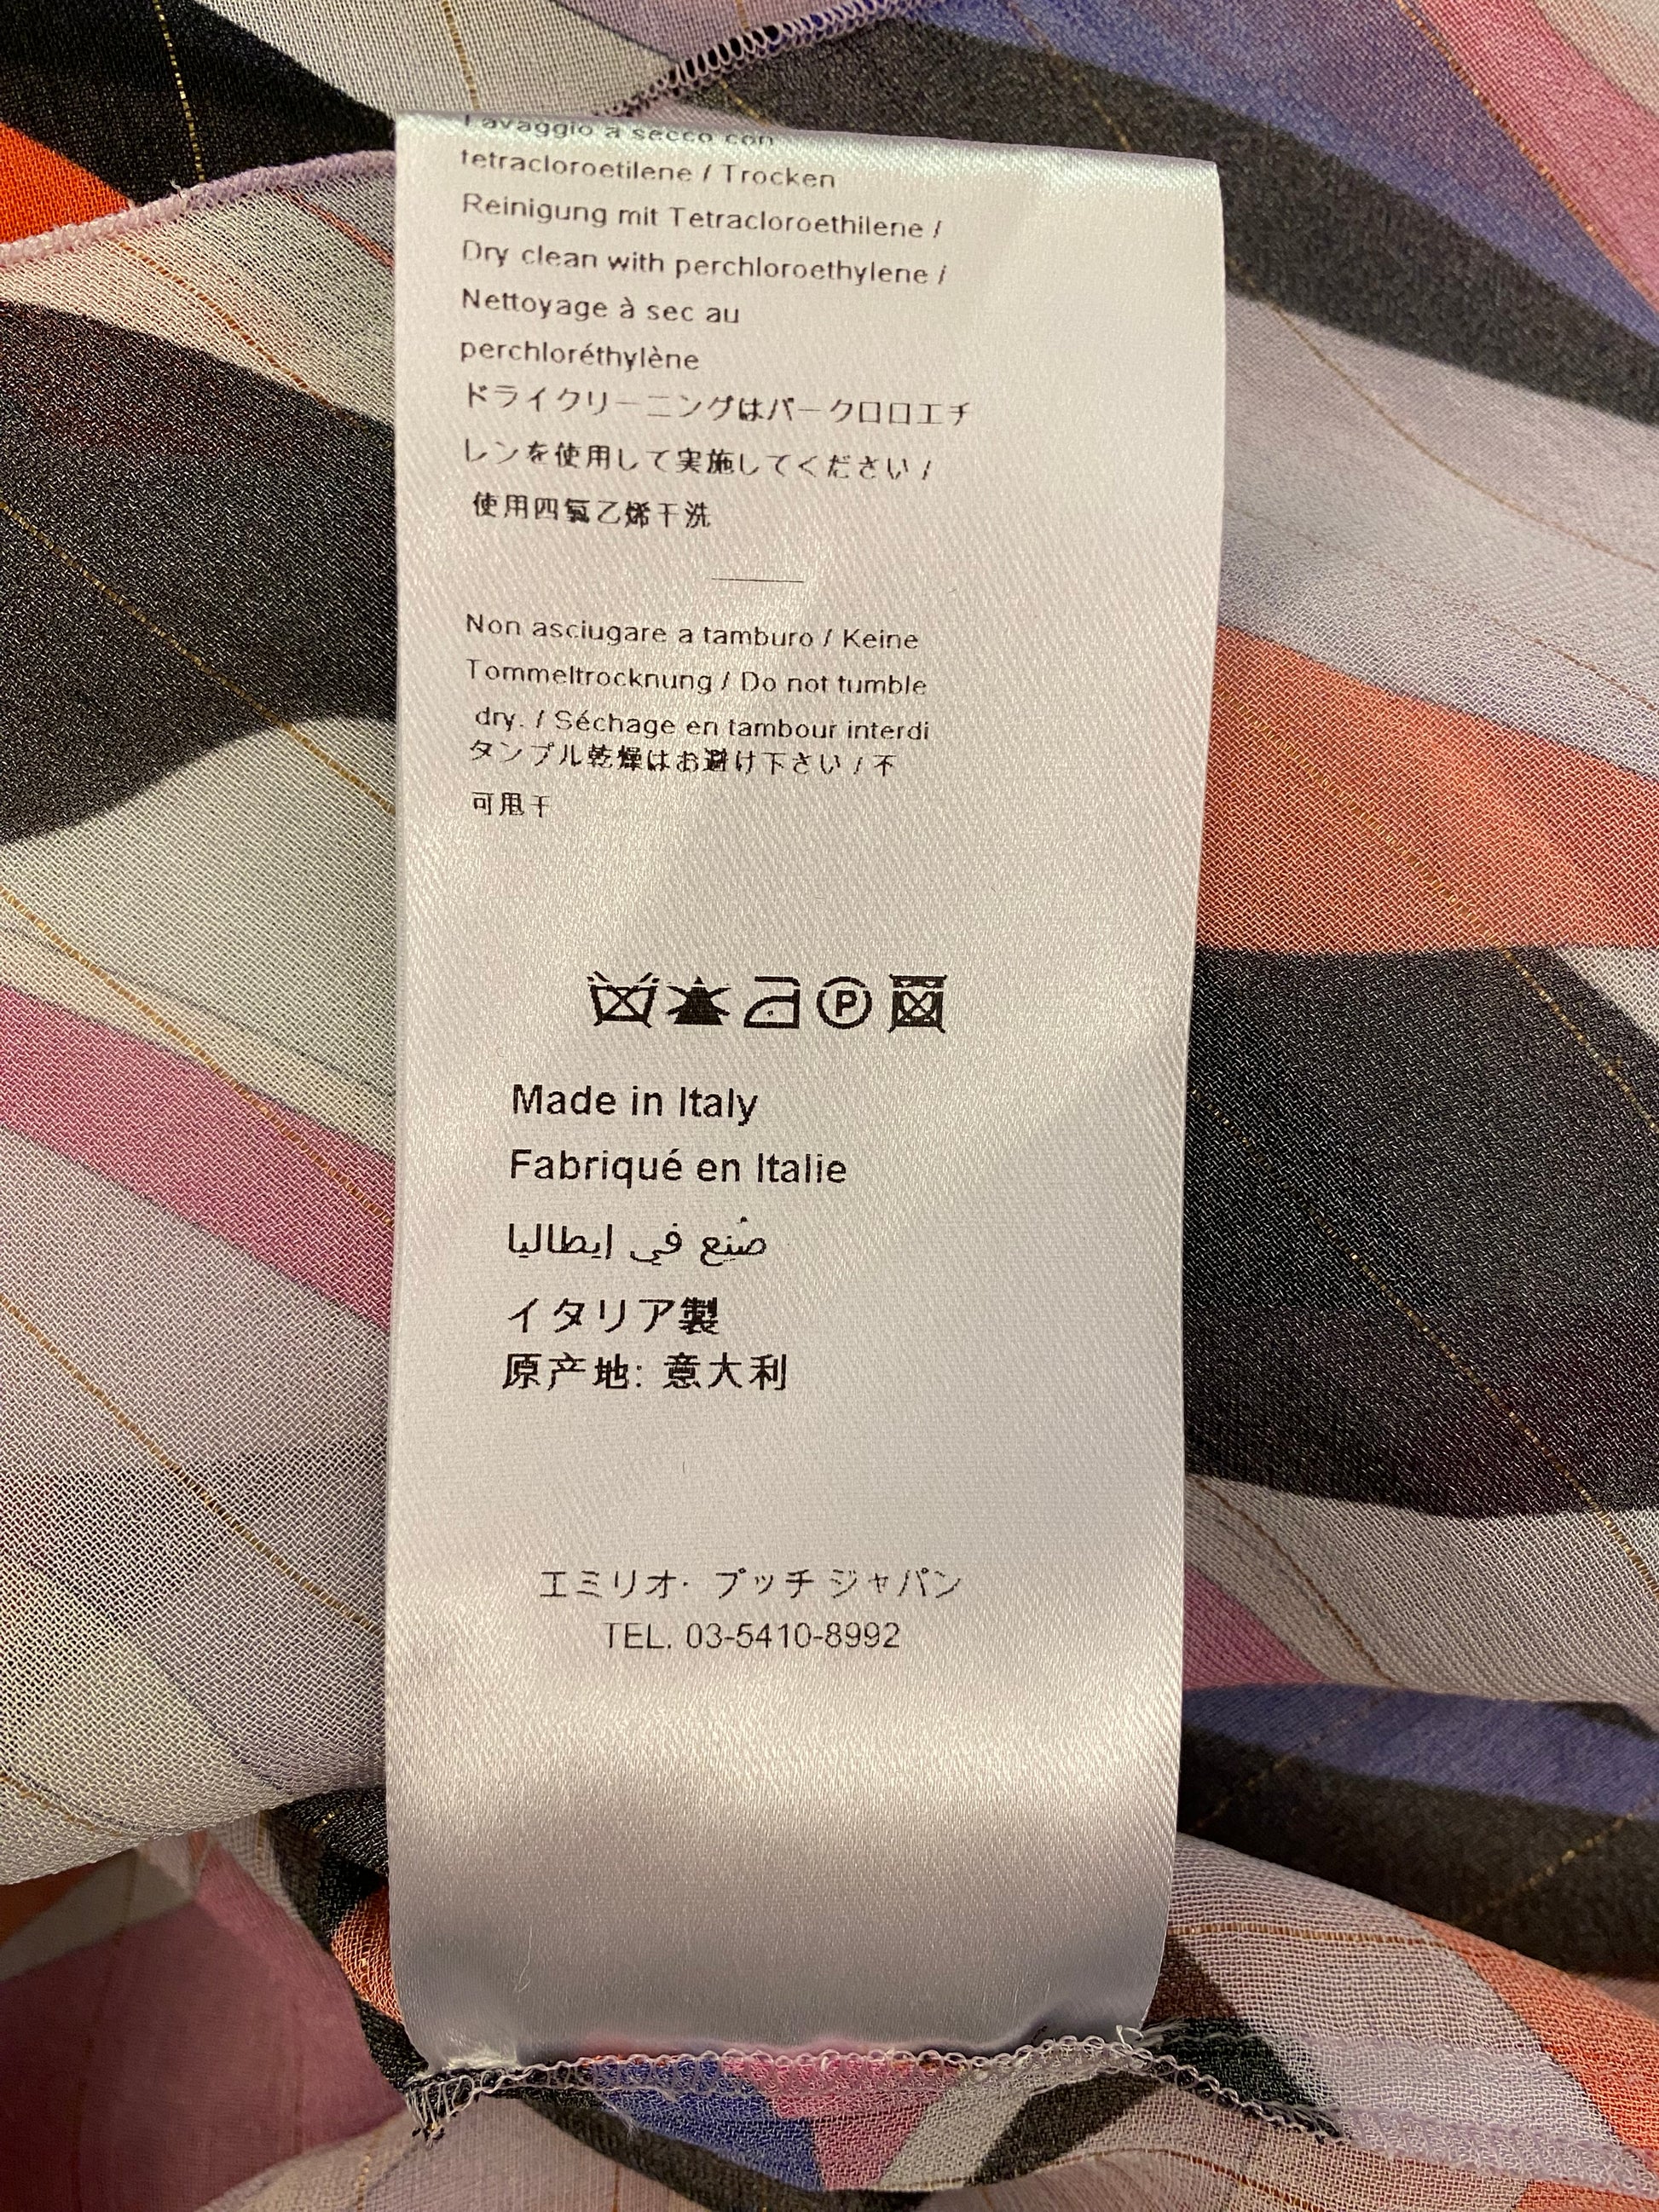 Lavaggio a secco con
tetracloroetilene / Trocken
Reinigung mit Tetracloroethilene /
Dry clean with perchloroethylene /
Nettoyage à sec au
perchloréthylène
ドライクリーニングはパークロロエチ
レンを使用して実施してください /
使用四氯乙烯干洗
Non asciugare a tamburo / Keine
Tommeltrocknung / Do not tumble
dry. / Séchage en tambour interdi
タンブル乾燥はお避け下さい / 不
可甩干
P
Made in Italy
Fabriqué en Italie
صُنع في ايطاليا
イタリア製
原产地: 意大利
エミリオ· プッチ ジャパン
TEL. 03-5410-8992